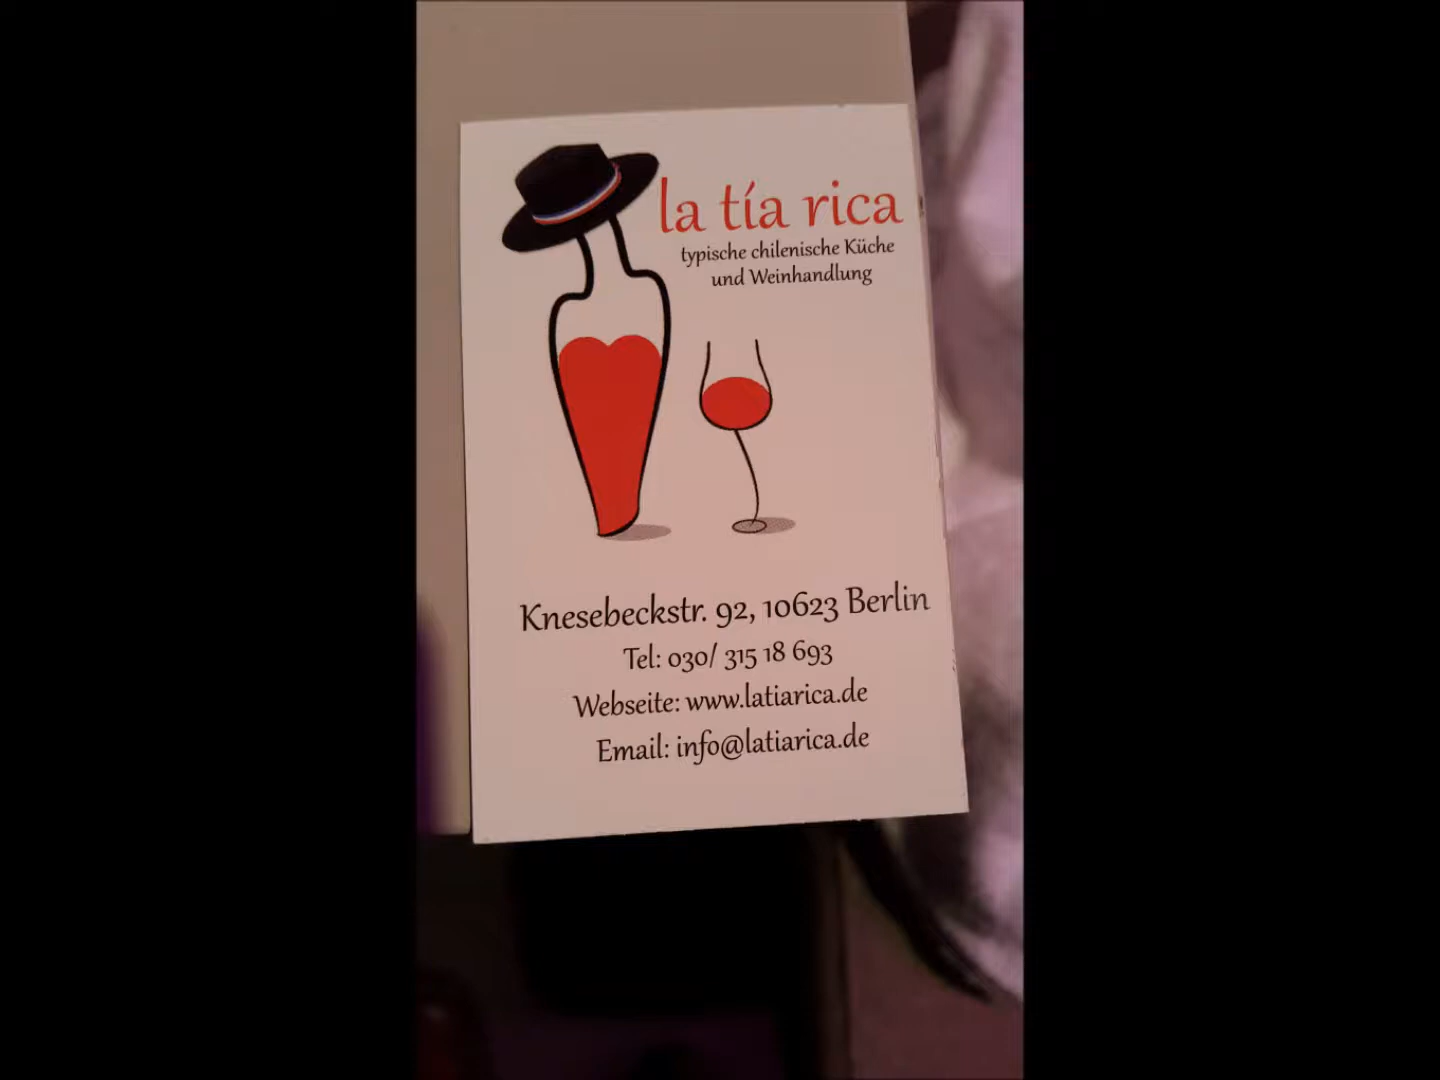 la tía rica
typische chilenische Küche
und Weinhandlung
Knesebeckstr. 92, 10623 Berlin
Tel: 030/ 315 18 693
Webseite: www.latiarica.de
Email: info@latiarica.de